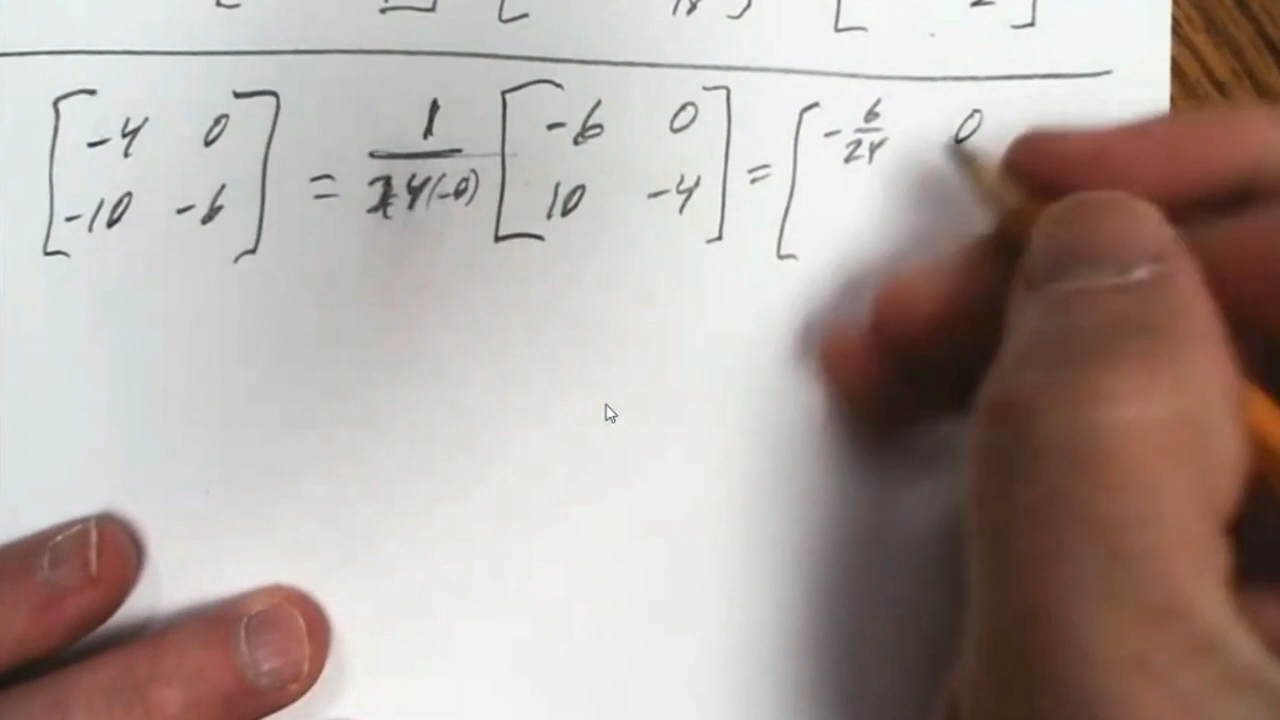 [ -4 0 ] = 1 [ -6 0 ] = [ -6/24 0
[ -10 -6 ] 24(-0) [ 10 -4 ]